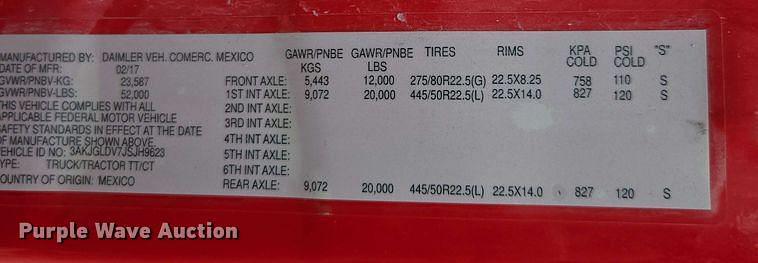 GAWR/PNBE GAWR/PNBE TIRES RIMS KPA PSI "S"
MANUFACTURED BY: DAIMLER VEH. COMERC. MEXICO KGS LBS COLD COLD
DATE OF MFR: 02/17
GVWR/PNBV-KG: 23,587 FRONT AXLE: 5,443 12,000 275/80R22.5(G) 22.5X8.25 758 110 S
GVWR/PNBV-LBS: 52,000 1ST INT AXLE: 9,072 20,000 445/50R22.5(L) 22.5X14.0 827 120 S
THIS VEHICLE COMPLIES WITH ALL 2ND INT AXLE:
APPLICABLE FEDERAL MOTOR VEHICLE 3RD INT AXLE:
SAFETY STANDARDS IN EFFECT AT THE DATE 4TH INT AXLE:
OF MANUFACTURE SHOWN ABOVE.
VEHICLE ID NO: 3AKJGLDV7JSJH9623 5TH INT AXLE:
TYPE: TRUCK/TRACTOR TT/CT 6TH INT AXLE:
COUNTRY OF ORIGIN: MEXICO REAR AXLE: 9,072 20,000 445/50R22.5(L) 22.5X14.0 827 120 S
Purple Wave Auction